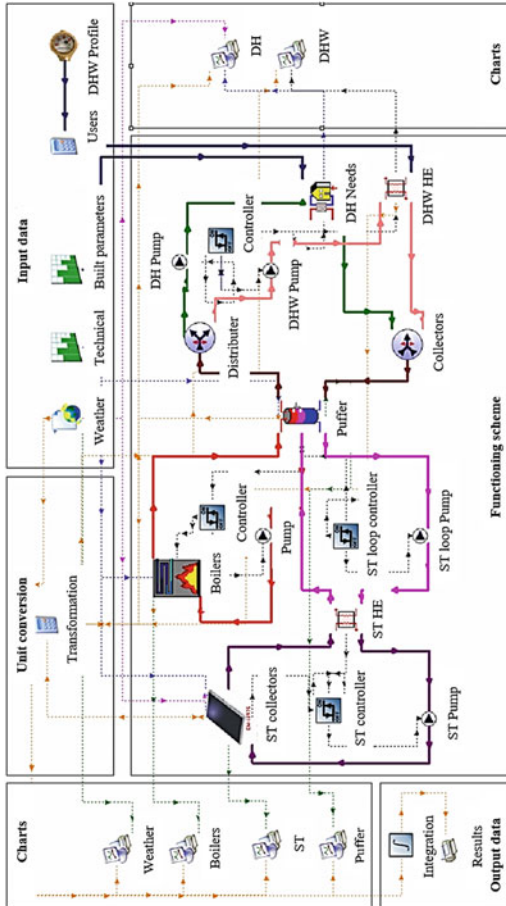 Charts
Weather
Boilers
ST
Puffer
Output data
Integration
Results
Unit conversion
Transformation
Input data
Weather
Technical
Built parameters
Users
DHW Profile
Functioning scheme
ST collectors
ST controller
ST Pump
ST HE
Boilers
Controller
Pump
ST loop controller
ST loop Pump
Puffer
Distributer
DH Pump
Controller
DHW Pump
DH Needs
DHW HE
Collectors
Charts
DH
DHW